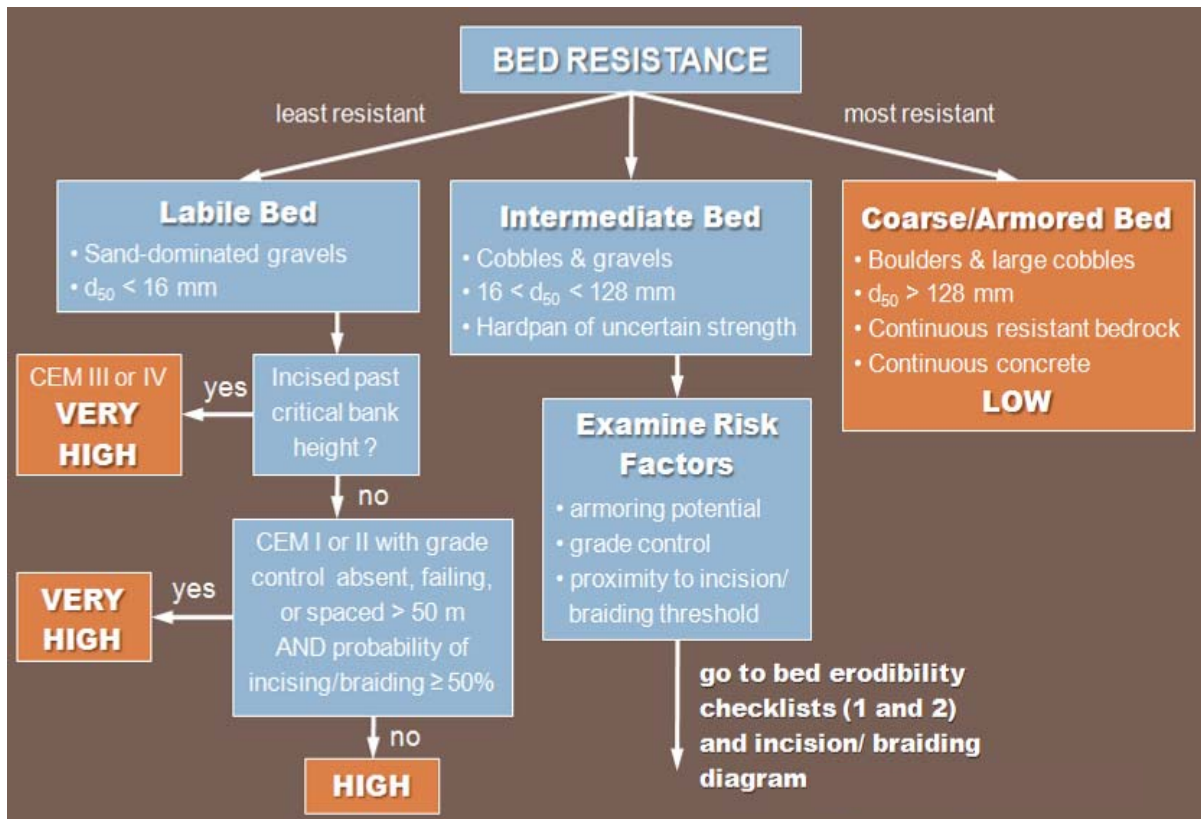 BED RESISTANCE
least resistant
most resistant
Labile Bed
• Sand-dominated gravels
• d₅₀ < 16 mm
Intermediate Bed
• Cobbles & gravels
• 16 < d₅₀ < 128 mm
• Hardpan of uncertain strength
Coarse/Armored Bed
• Boulders & large cobbles
• d₅₀ > 128 mm
• Continuous resistant bedrock
• Continuous concrete
LOW
CEM III or IV
VERY
HIGH
yes
Incised past
critical bank
height ?
no
Examine Risk
Factors
• armoring potential
• grade control
• proximity to incision/
braiding threshold
VERY
HIGH
yes
CEM I or II with grade
control absent, failing,
or spaced > 50 m
AND probability of
incising/braiding ≥ 50%
no
HIGH
go to bed erodibility
checklists (1 and 2)
and incision/ braiding
diagram